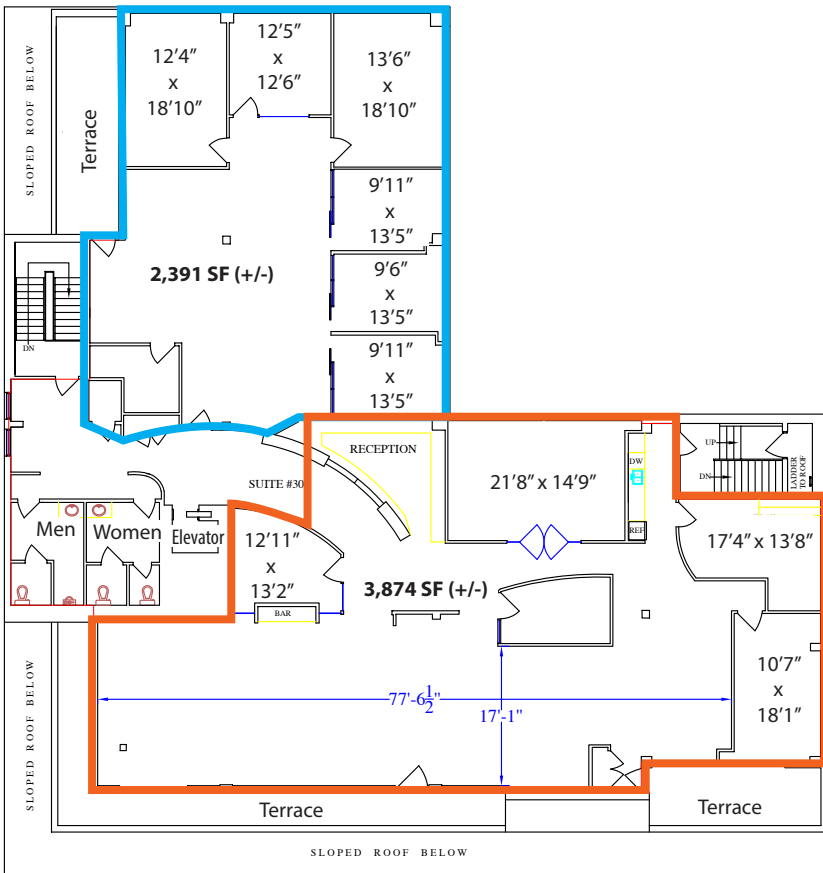 SLOPED ROOF BELOW
Terrace
12'4"
x
18'10"
12'5"
x
12'6"
13'6"
x
18'10"
9'11"
x
13'5"
2,391 SF (+/-)
9'6"
x
13'5"
9'11"
x
13'5"
DN
RECEPTION
SUITE #30
21'8" x 14'9"
DW
REF
UP
DN
LADDER
TO ROOF
Men
Women
Elevator
12'11"
x
13'2"
BAR
3,874 SF (+/-)
17'4" x 13'8"
10'7"
x
18'1"
77'-6 1/2"
17'-1"
SLOPED ROOF BELOW
Terrace
Terrace
SLOPED ROOF BELOW